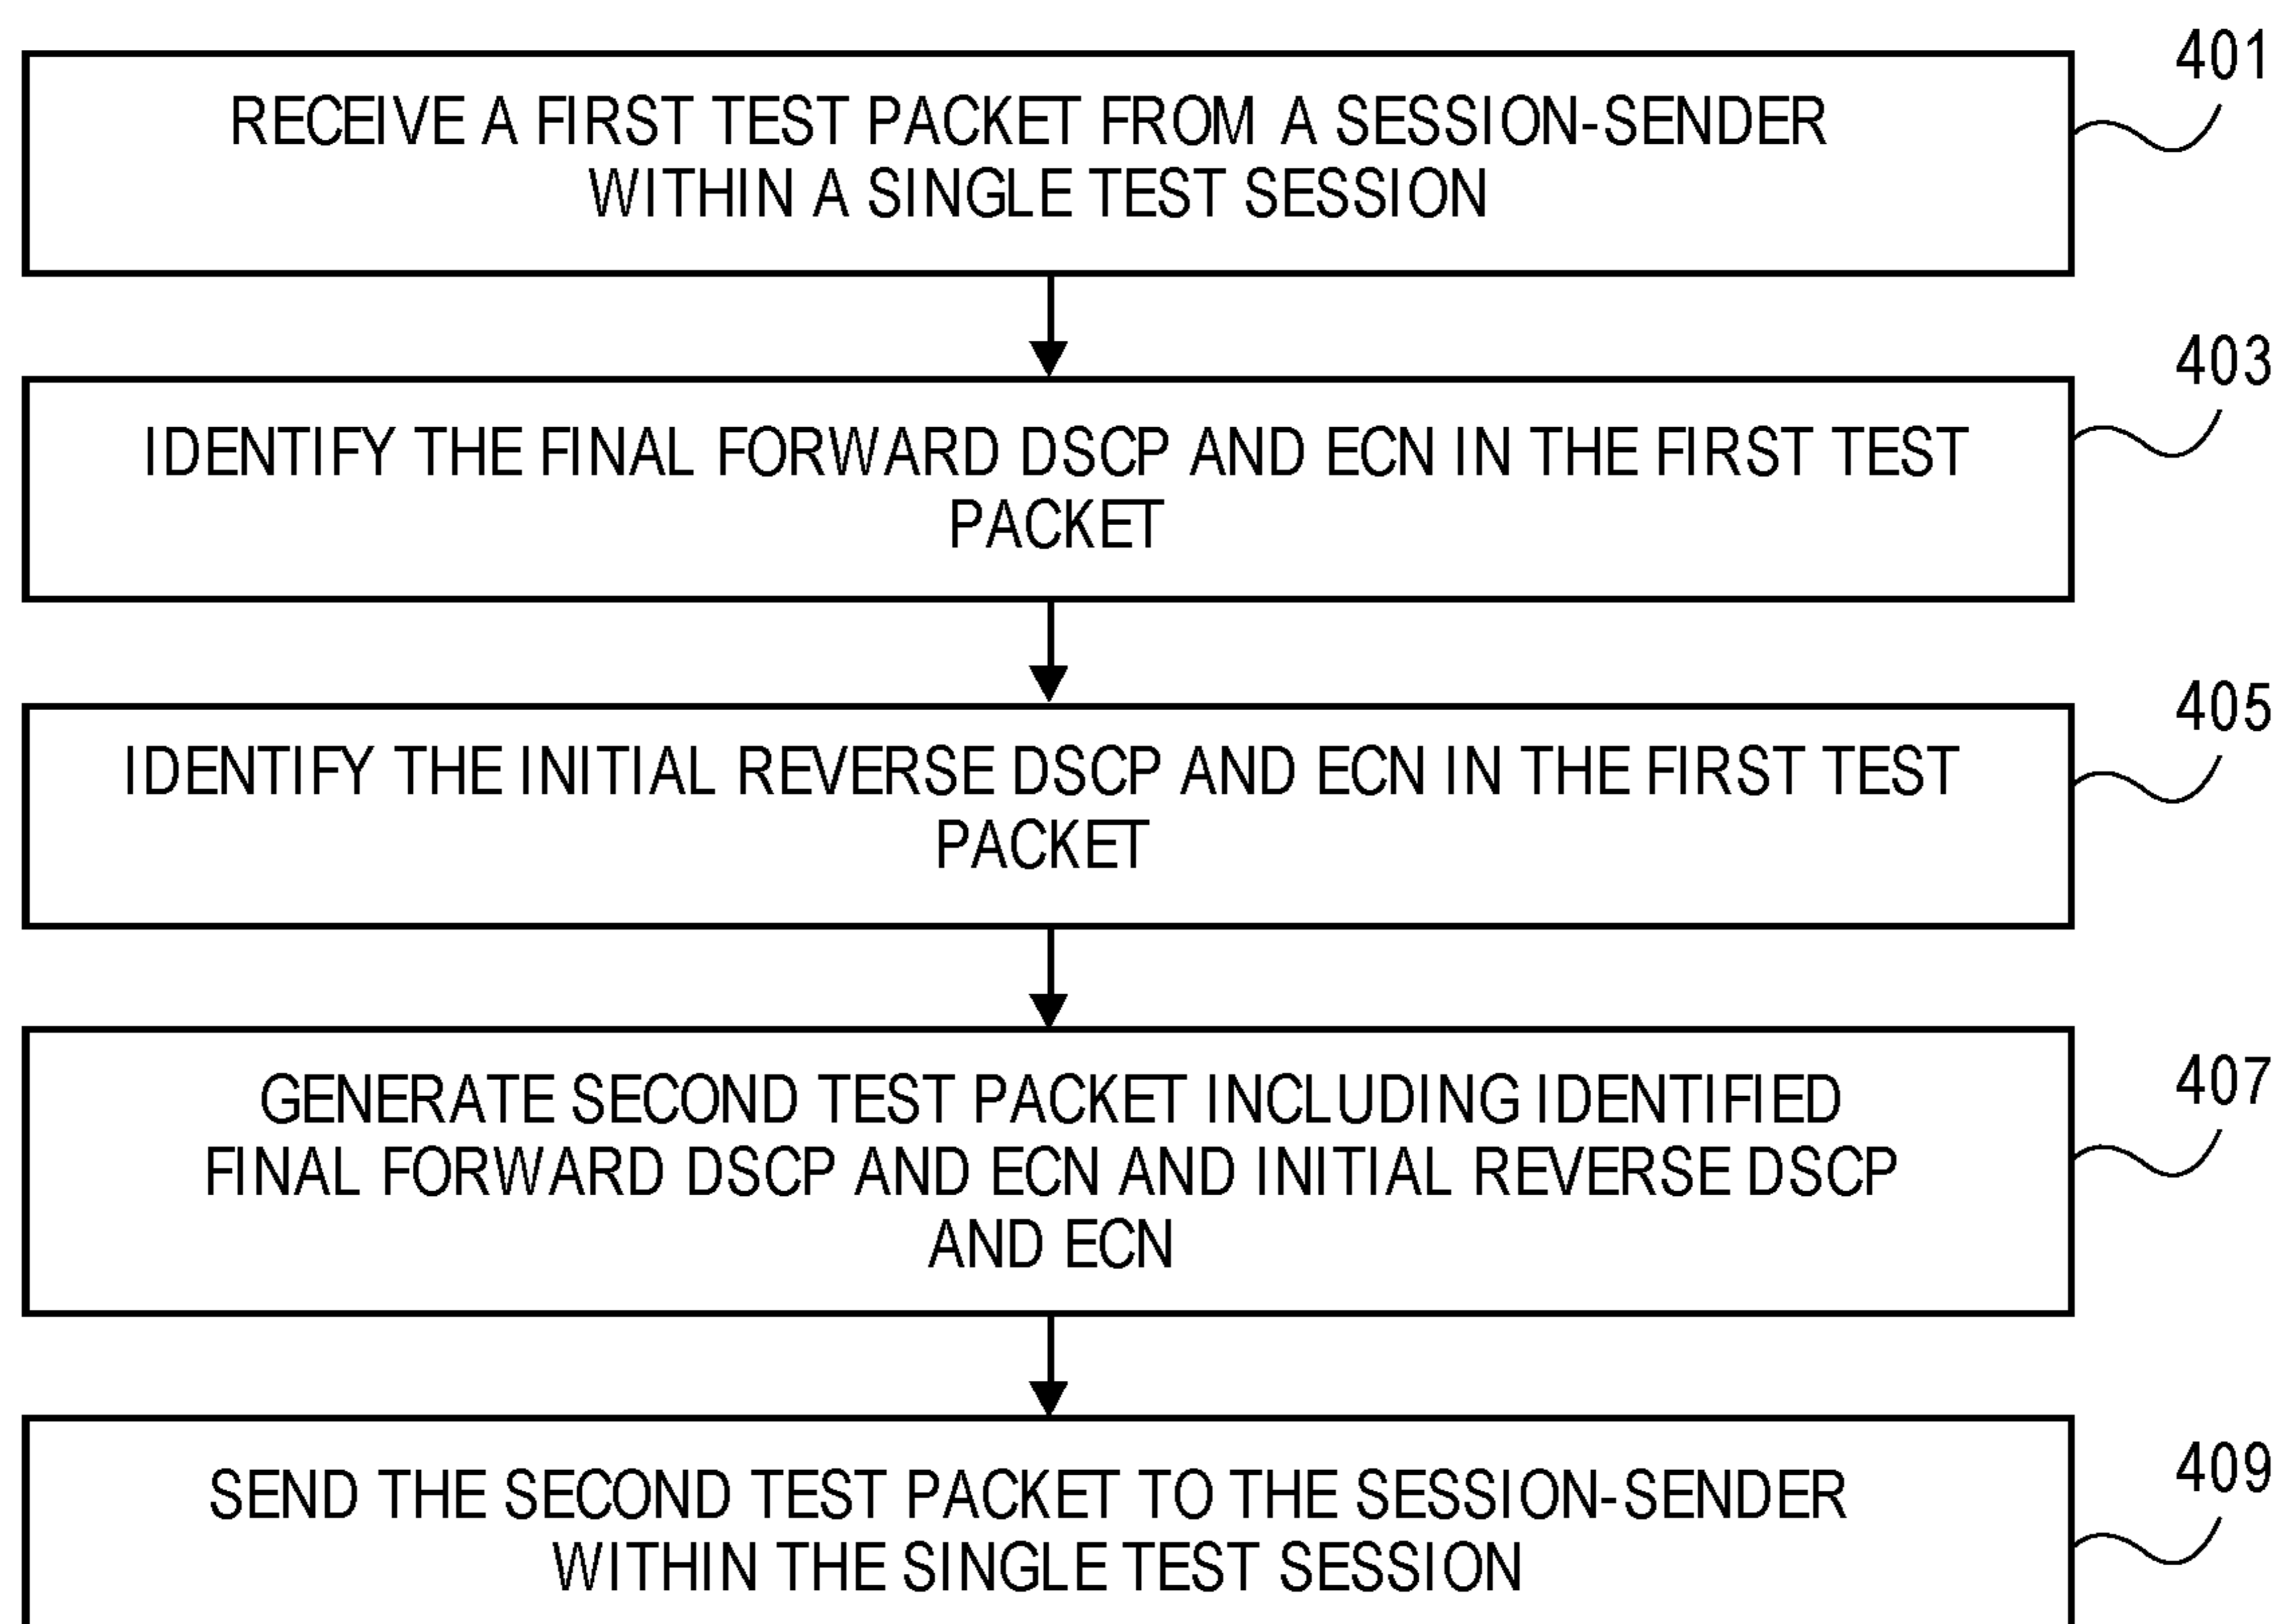 401
RECEIVE A FIRST TEST PACKET FROM A SESSION-SENDER
WITHIN A SINGLE TEST SESSION
403
IDENTIFY THE FINAL FORWARD DSCP AND ECN IN THE FIRST TEST
PACKET
405
IDENTIFY THE INITIAL REVERSE DSCP AND ECN IN THE FIRST TEST
PACKET
407
GENERATE SECOND TEST PACKET INCLUDING IDENTIFIED
FINAL FORWARD DSCP AND ECN AND INITIAL REVERSE DSCP
AND ECN
409
SEND THE SECOND TEST PACKET TO THE SESSION-SENDER
WITHIN THE SINGLE TEST SESSION